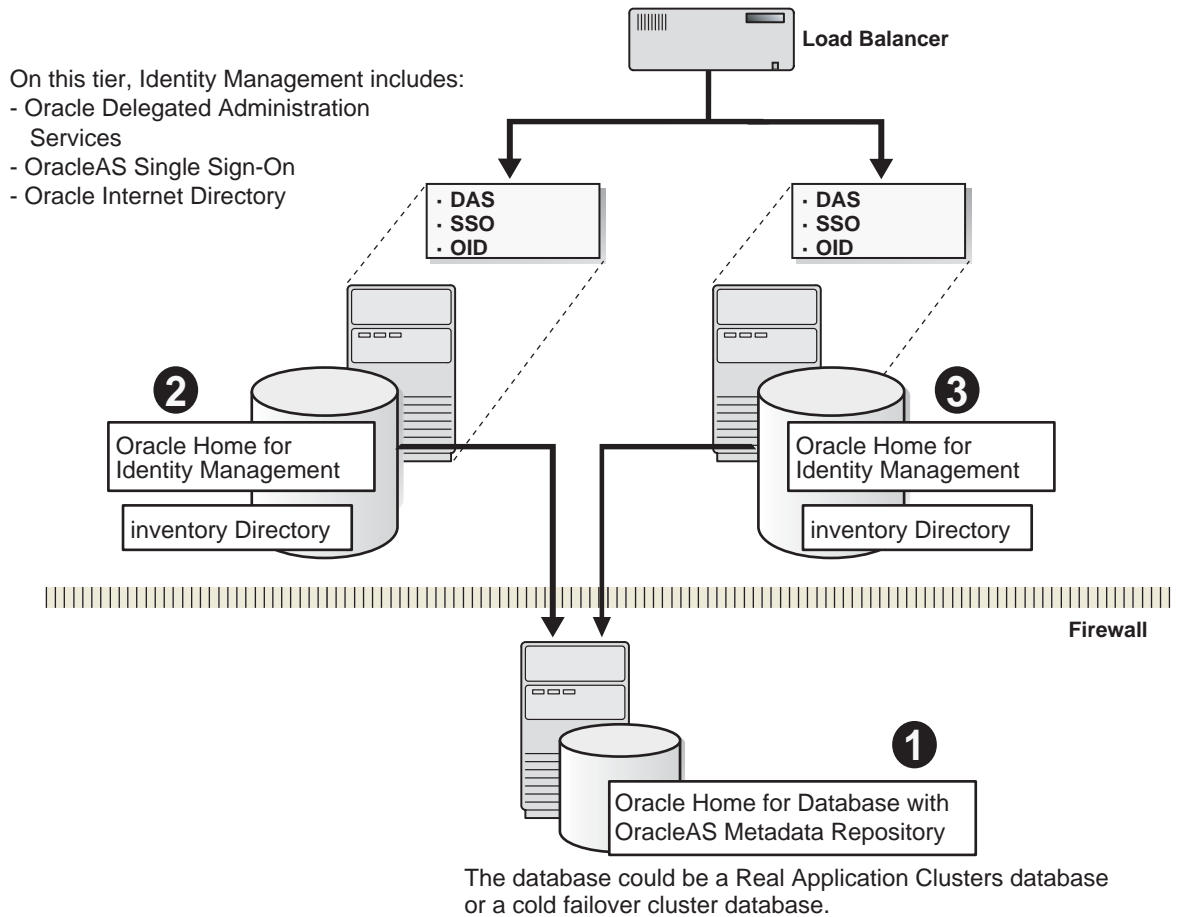 Load Balancer
On this tier, Identity Management includes:
- Oracle Delegated Administration
Services
- OracleAS Single Sign-On
- Oracle Internet Directory
· DAS
· SSO
· OID
· DAS
· SSO
· OID
2
Oracle Home for
Identity Management
inventory Directory
3
Oracle Home for
Identity Management
inventory Directory
Firewall
1
Oracle Home for Database with
OracleAS Metadata Repository
The database could be a Real Application Clusters database
or a cold failover cluster database.